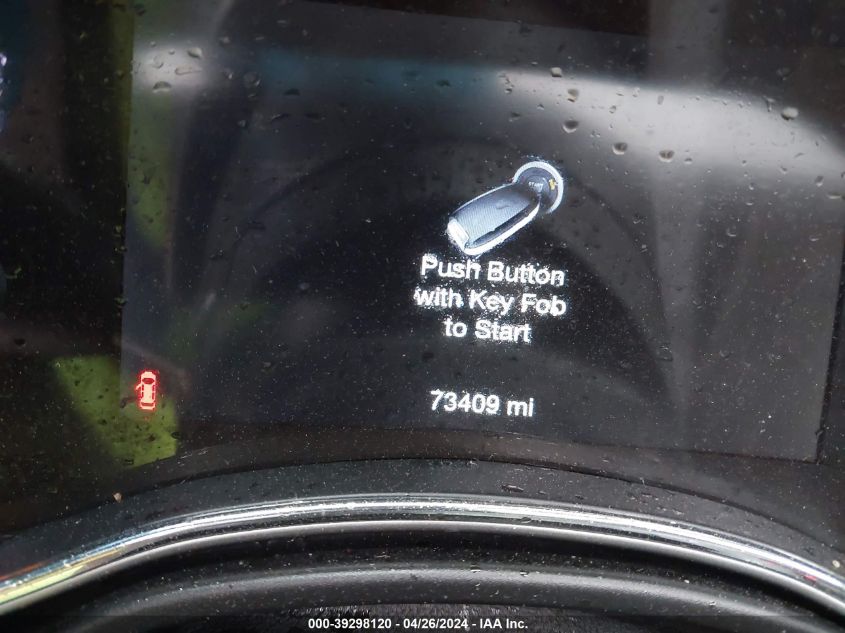 Push Button
with Key Fob
to Start
73409 mi
000-39298120 / 04/26/2024 - IAA Inc.